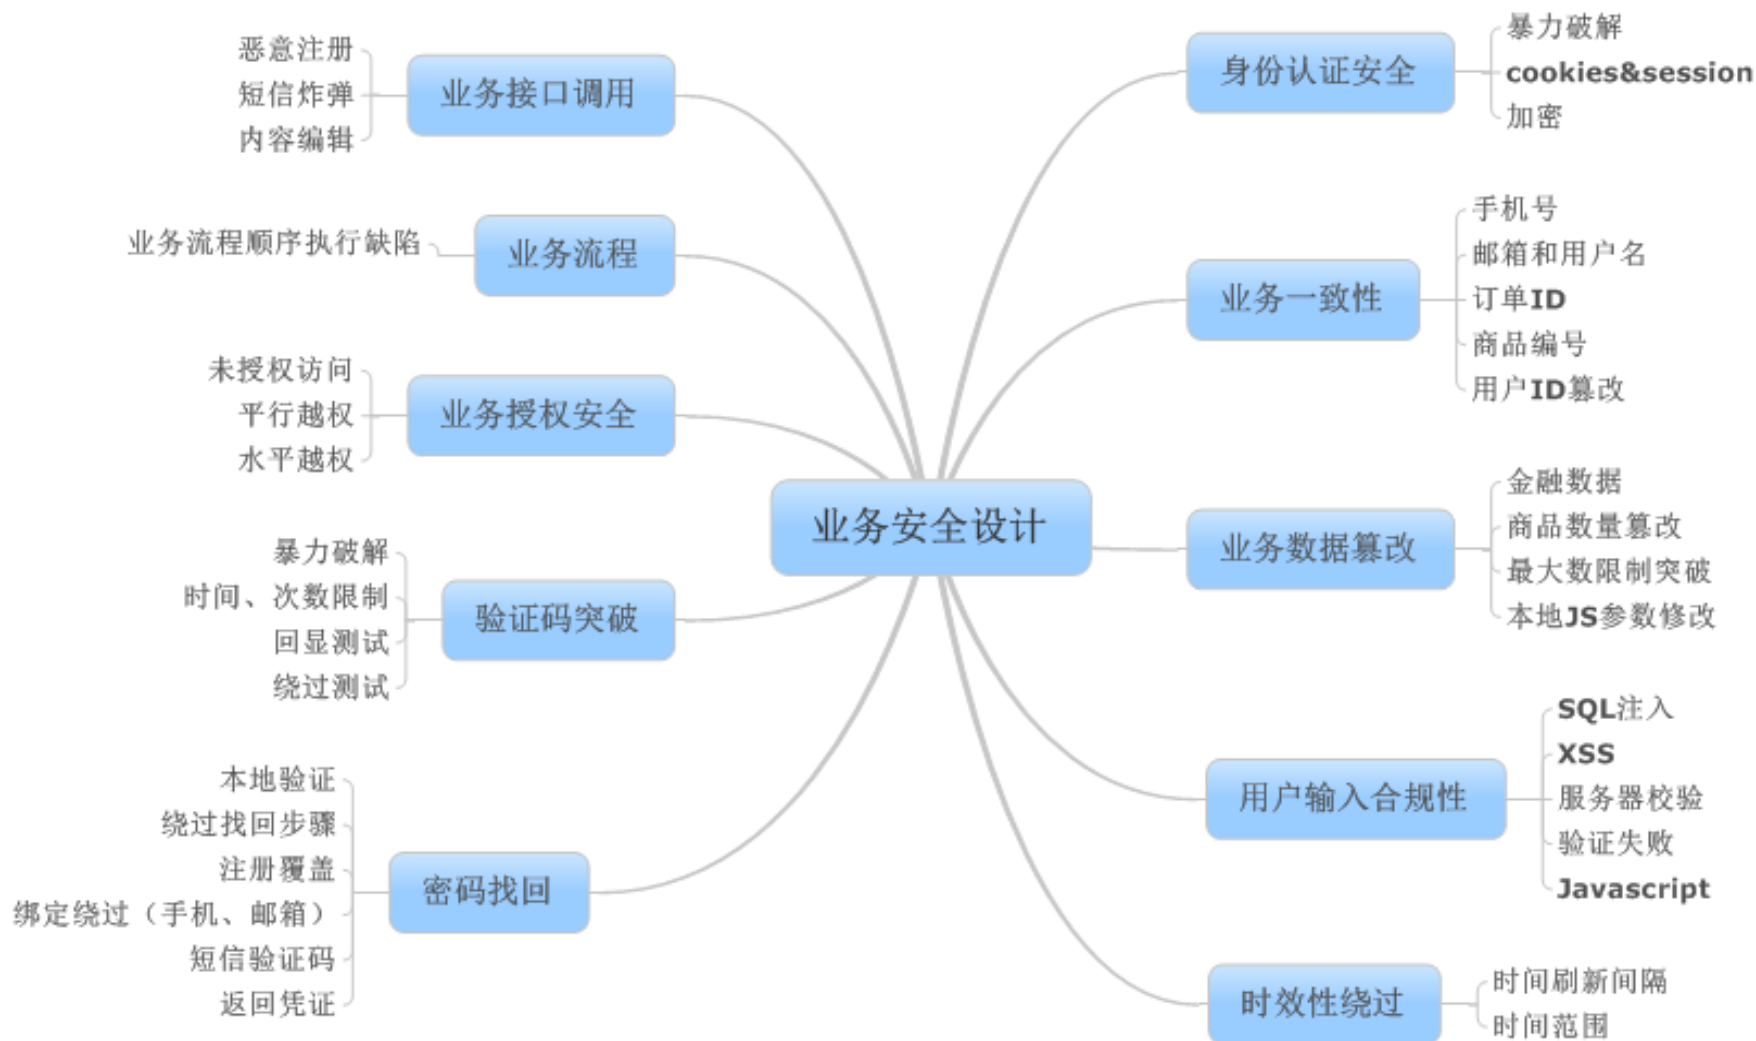 业务安全设计
身份认证安全
暴力破解
cookies&session
加密
业务一致性
手机号
邮箱和用户名
订单ID
商品编号
用户ID篡改
业务数据篡改
金融数据
商品数量篡改
最大数限制突破
本地JS参数修改
用户输入合规性
SQL注入
XSS
服务器校验
验证失败
Javascript
时效性绕过
时间刷新间隔
时间范围
业务接口调用
恶意注册
短信炸弹
内容编辑
业务流程
业务流程顺序执行缺陷
业务授权安全
未授权访问
平行越权
水平越权
验证码突破
暴力破解
时间、次数限制
回显测试
绕过测试
密码找回
本地验证
绕过找回步骤
注册覆盖
绑定绕过（手机、邮箱）
短信验证码
返回凭证